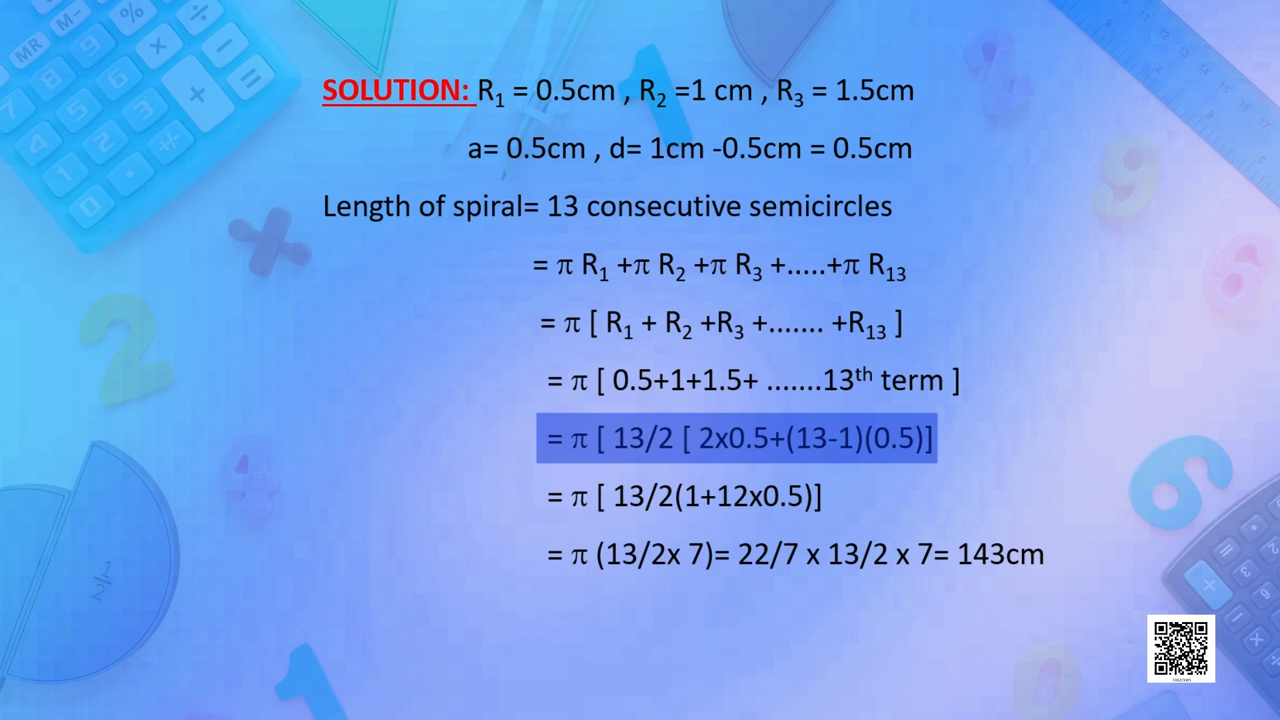 SOLUTION: R₁ = 0.5cm , R₂ =1 cm , R₃ = 1.5cm
a= 0.5cm , d= 1cm -0.5cm = 0.5cm
Length of spiral= 13 consecutive semicircles
= π R₁ +π R₂ +π R₃ +.....+π R₁₃
= π [ R₁ + R₂ +R₃ +....... +R₁₃ ]
= π [ 0.5+1+1.5+ .......13ᵗʰ term ]
= π [ 13/2 [ 2x0.5+(13-1)(0.5)]
= π [ 13/2(1+12x0.5)]
= π (13/2x 7)= 22/7 x 13/2 x 7= 143cm